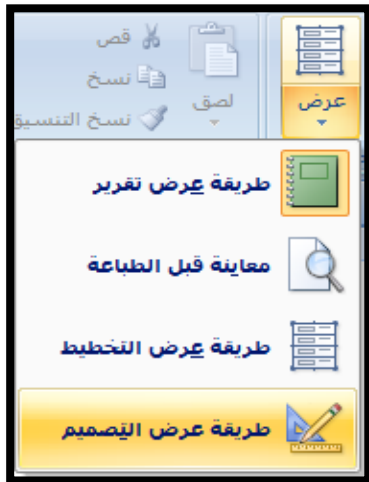 عرض
لصق
قص
نسخ
نسخ التنسيق
طريقة عرض تقرير
معاينة قبل الطباعة
طريقة عرض التخطيط
طريقة عرض التصميم